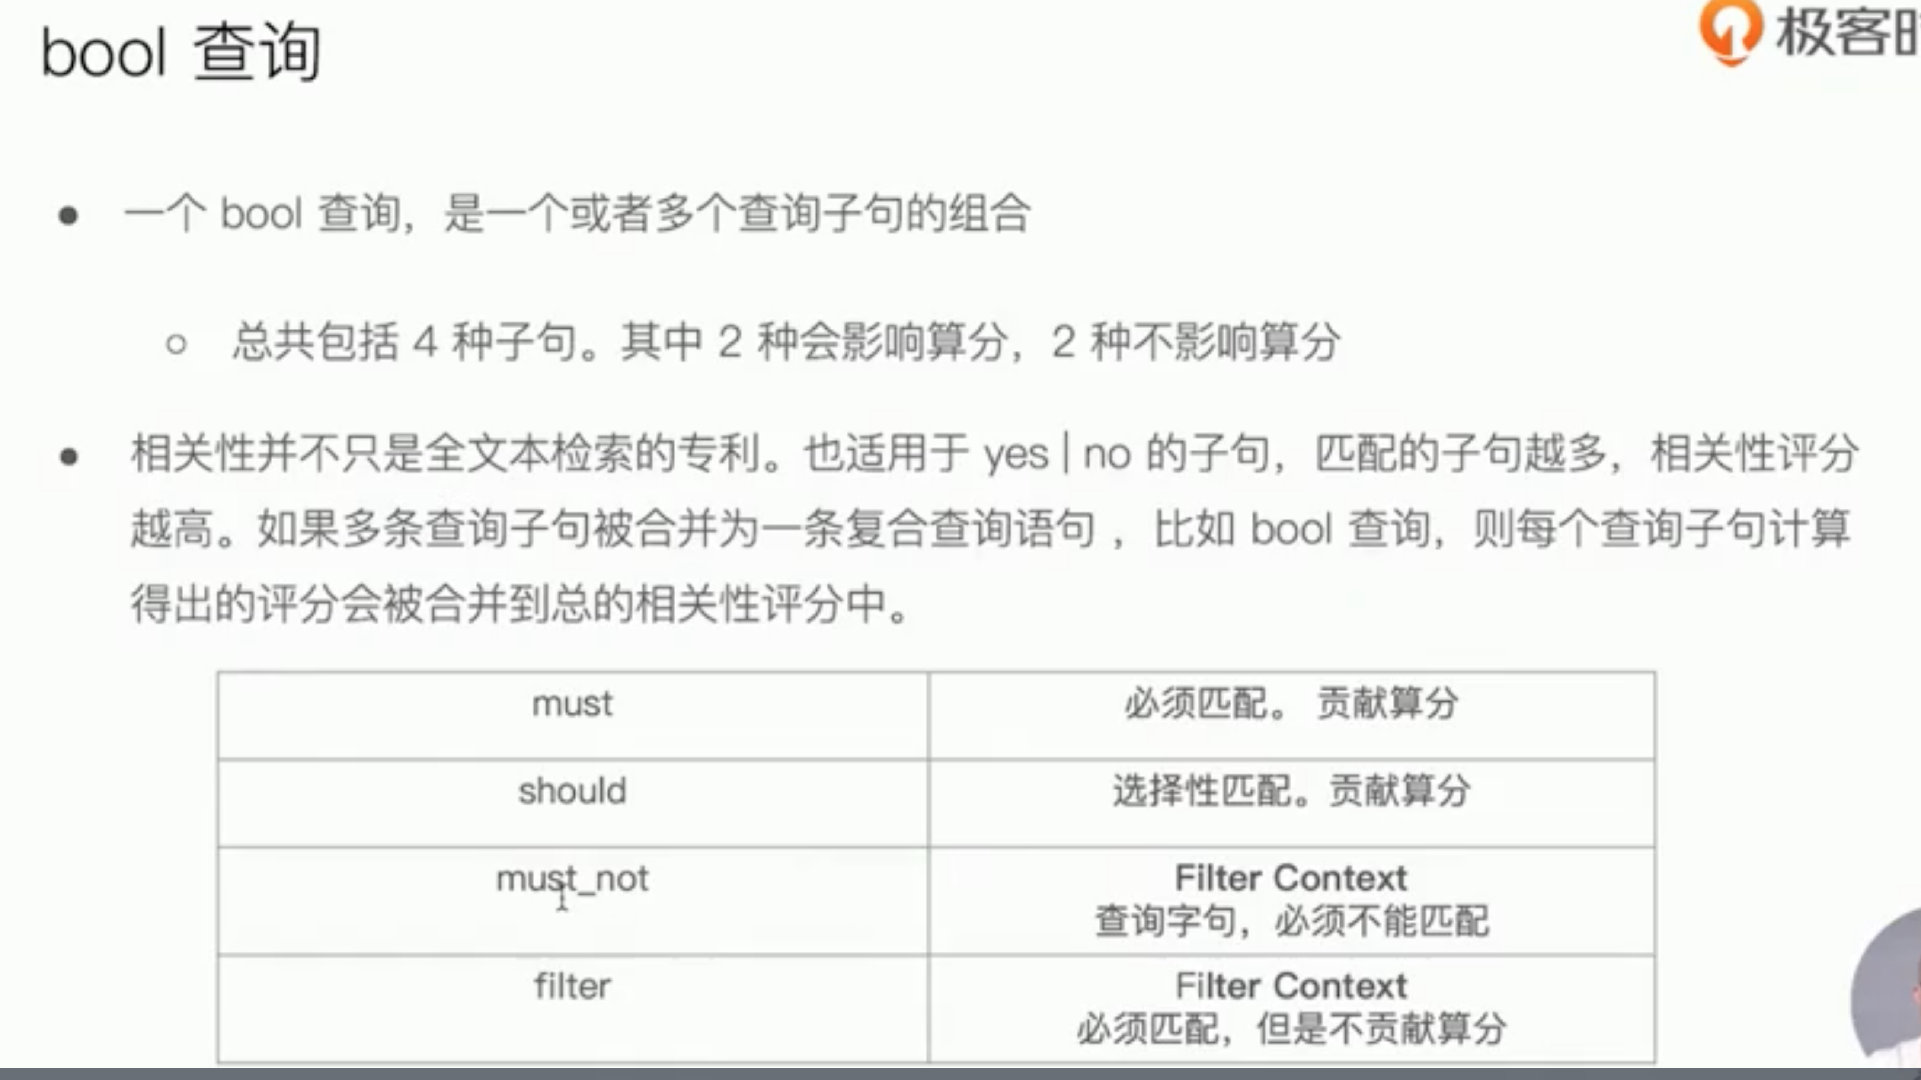 bool 查询
极客时
一个 bool 查询，是一个或者多个查询子句的组合
总共包括 4 种子句。其中 2 种会影响算分，2 种不影响算分
相关性并不只是全文本检索的专利。也适用于 yes | no 的子句，匹配的子句越多，相关性评分
越高。如果多条查询子句被合并为一条复合查询语句 ，比如 bool 查询，则每个查询子句计算
得出的评分会被合并到总的相关性评分中。
must
必须匹配。 贡献算分
should
选择性匹配。贡献算分
must_not
Filter Context
查询字句，必须不能匹配
filter
Filter Context
必须匹配，但是不贡献算分